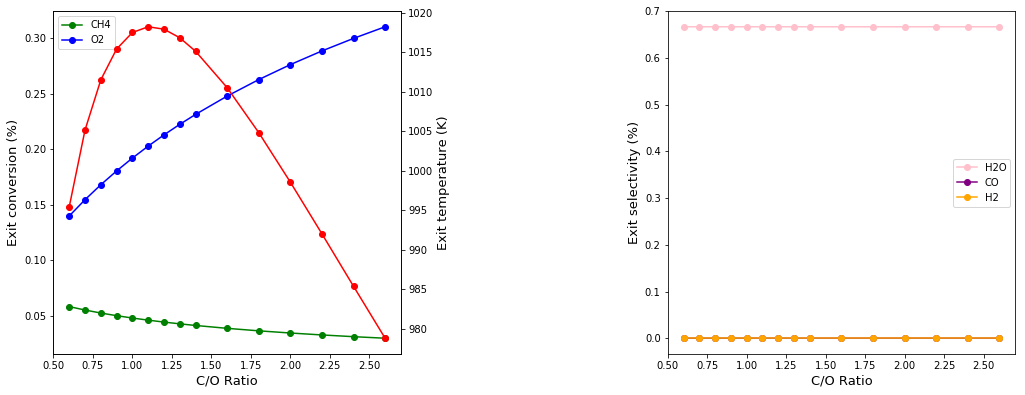 CH4
O2
0.30
0.25
0.20
0.15
0.10
0.05
Exit conversion (%)
0.50 0.75 1.00 1.25 1.50 1.75 2.00 2.25 2.50
C/O Ratio
1020
1015
1010
1005
1000
995
990
985
980
Exit temperature (K)
0.7
0.6
0.5
0.4
0.3
0.2
0.1
0.0
Exit selectivity (%)
H2O
CO
H2
0.50 0.75 1.00 1.25 1.50 1.75 2.00 2.25 2.50
C/O Ratio